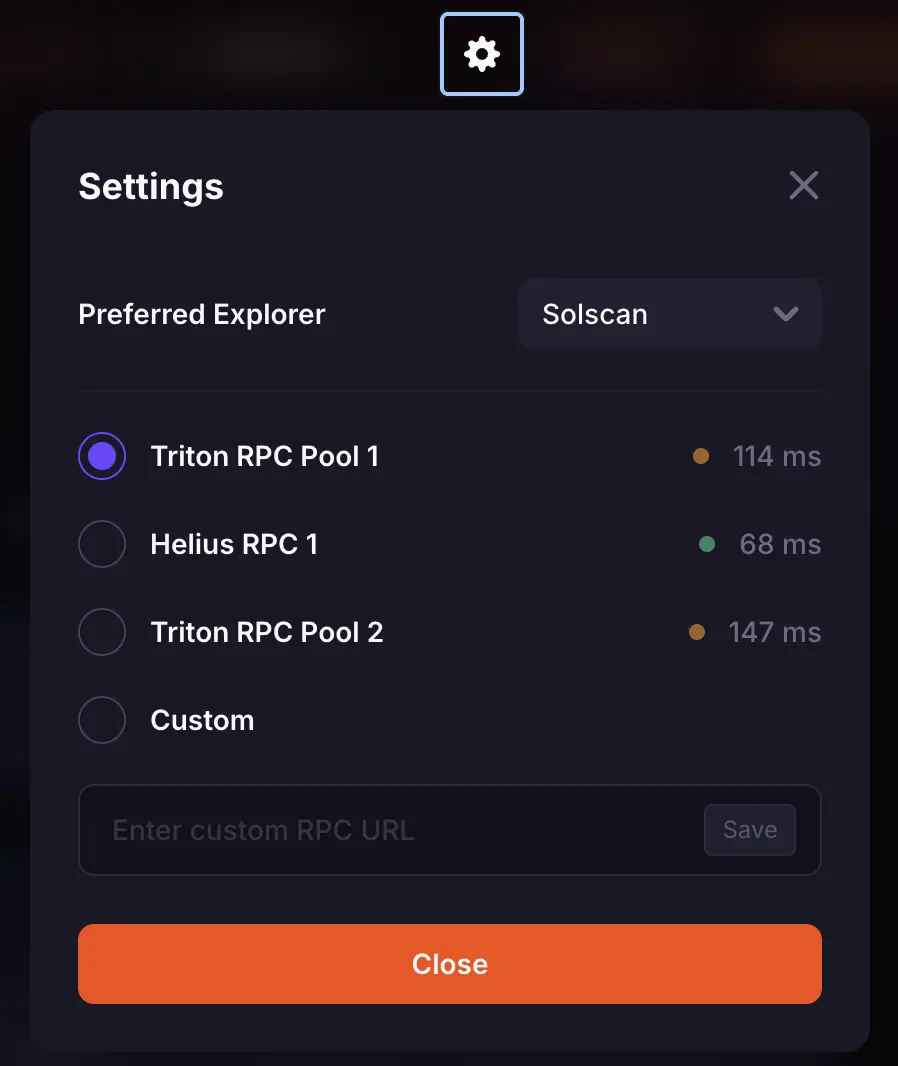 Settings
Preferred Explorer
Solscan
Triton RPC Pool 1
114 ms
Helius RPC 1
68 ms
Triton RPC Pool 2
147 ms
Custom
Enter custom RPC URL
Save
Close